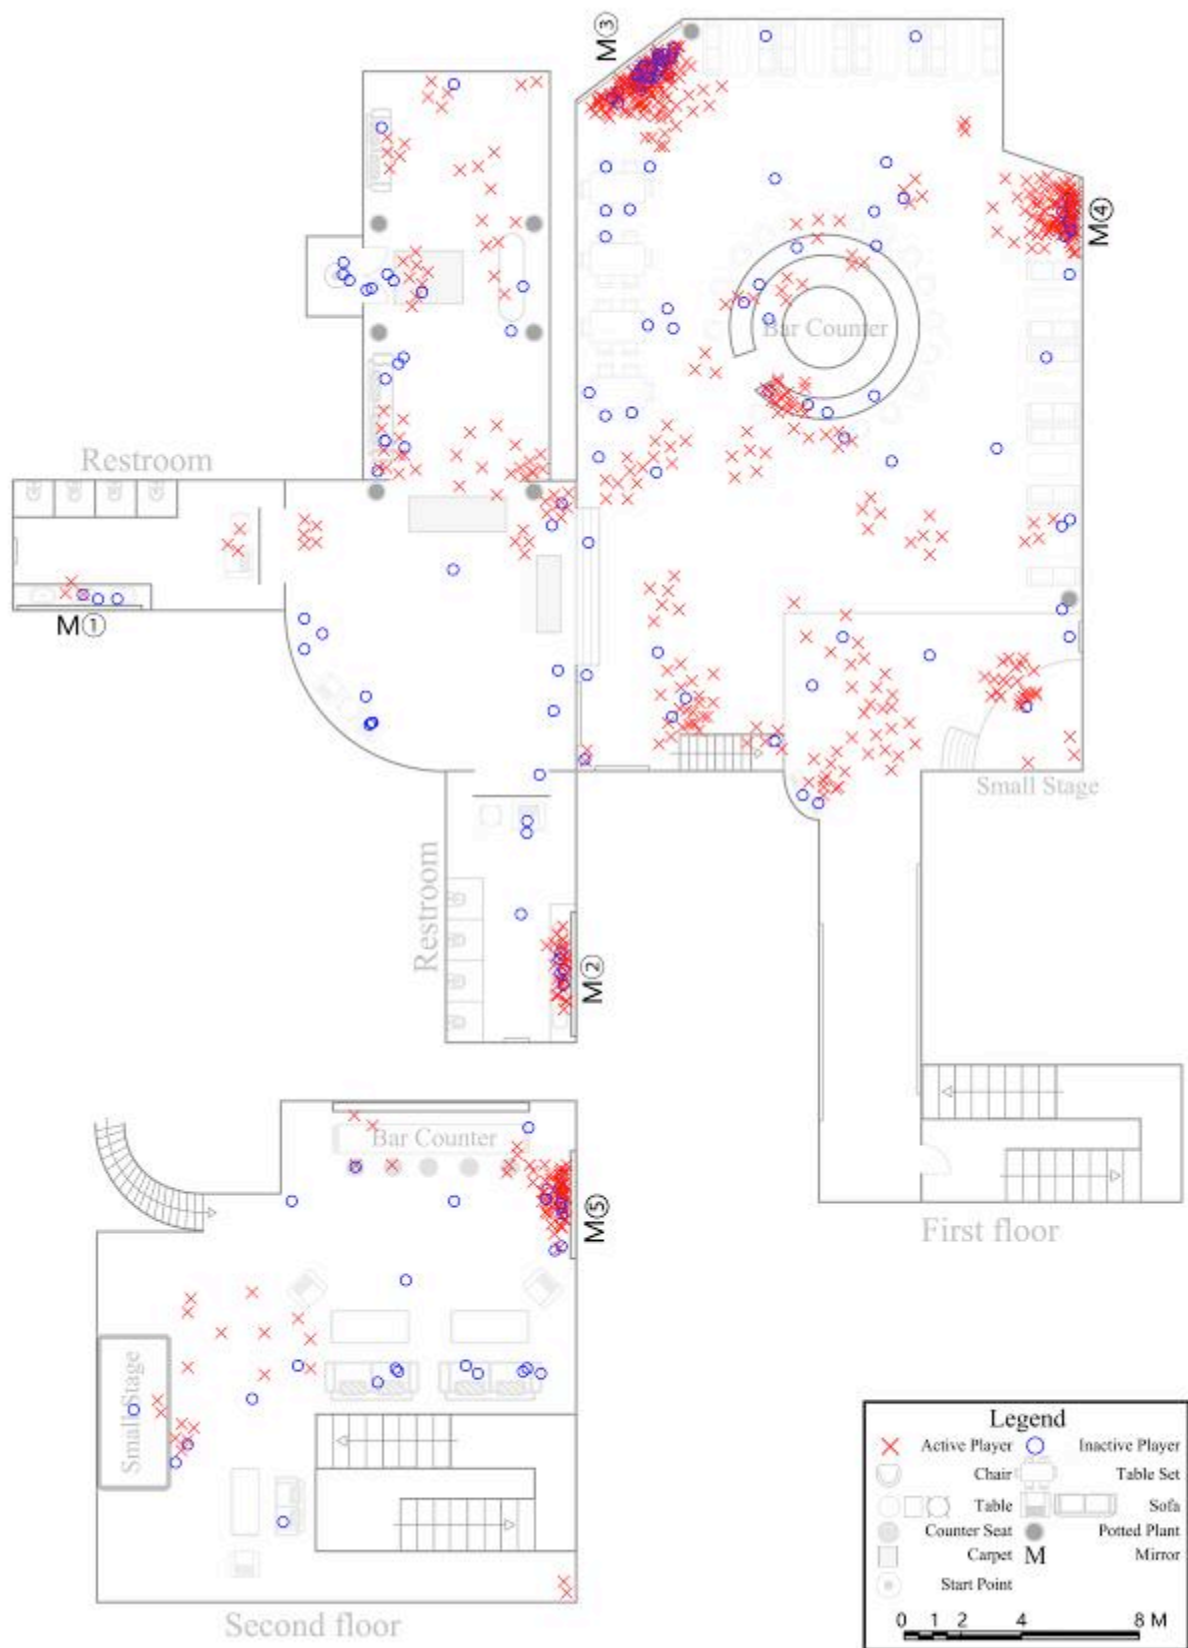 M③
M④
Bar Counter
Restroom
M①
Small Stage
Restroom
M②
Bar Counter
M⑤
First floor
Small Stage
Second floor
Legend
Active Player Inactive Player
Chair Table Set
Table Sofa
Counter Seat Potted Plant
Carpet M Mirror
Start Point
0 1 2 4 8 M